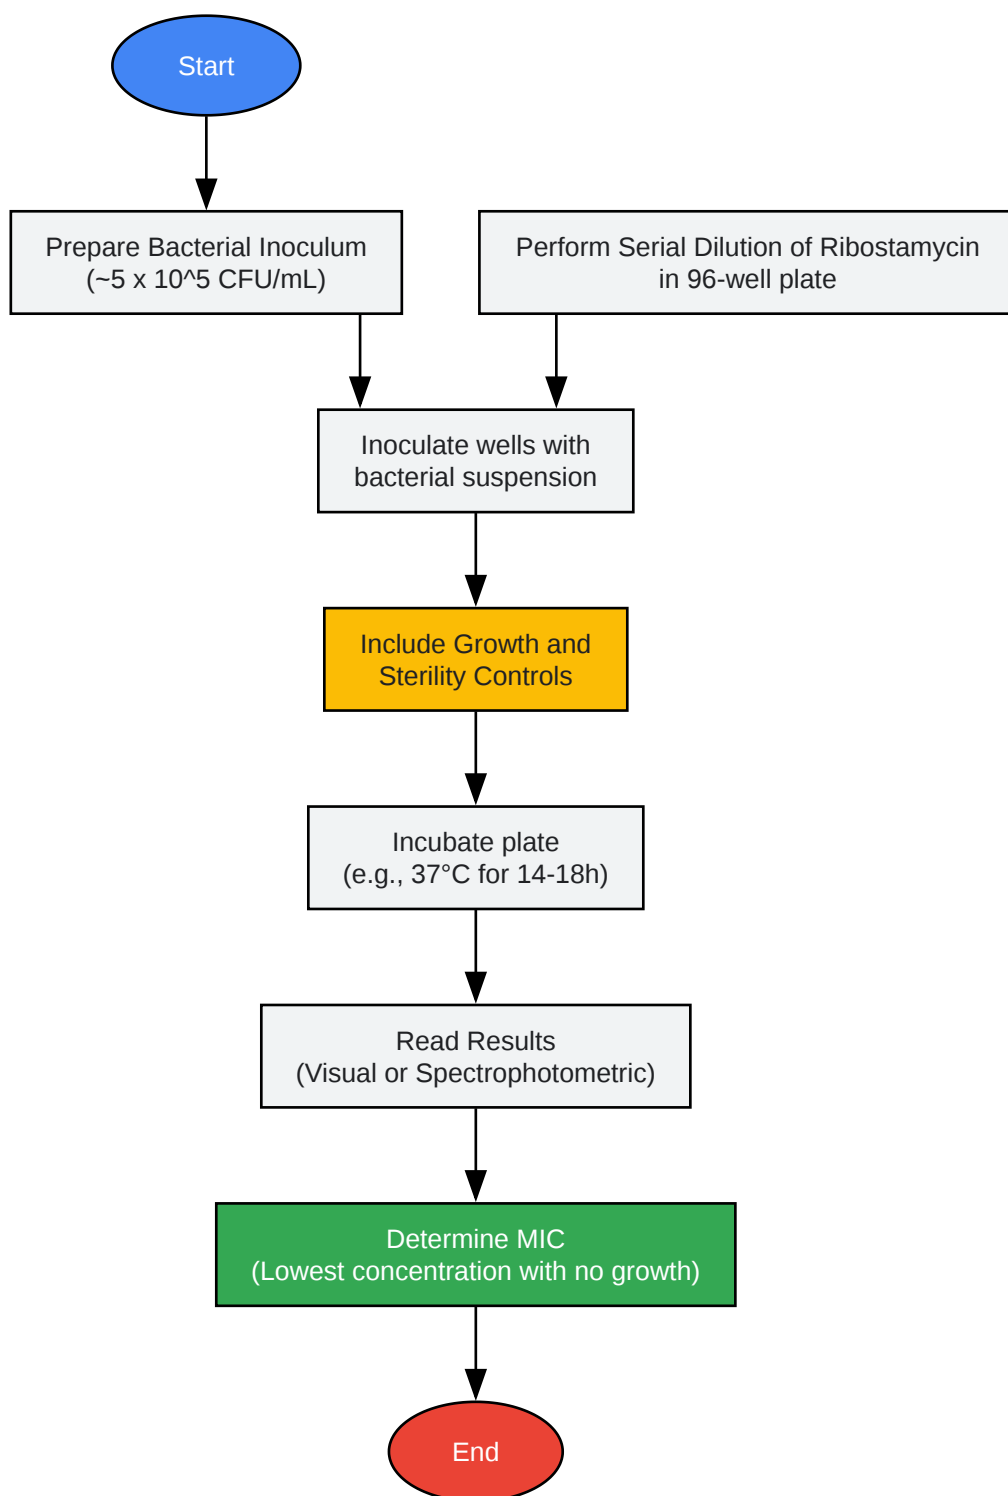 Start
Prepare Bacterial Inoculum
(~5 x 10^5 CFU/mL)
Perform Serial Dilution of Ribostamycin
in 96-well plate
Inoculate wells with
bacterial suspension
Include Growth and
Sterility Controls
Incubate plate
(e.g., 37°C for 14-18h)
Read Results
(Visual or Spectrophotometric)
Determine MIC
(Lowest concentration with no growth)
End